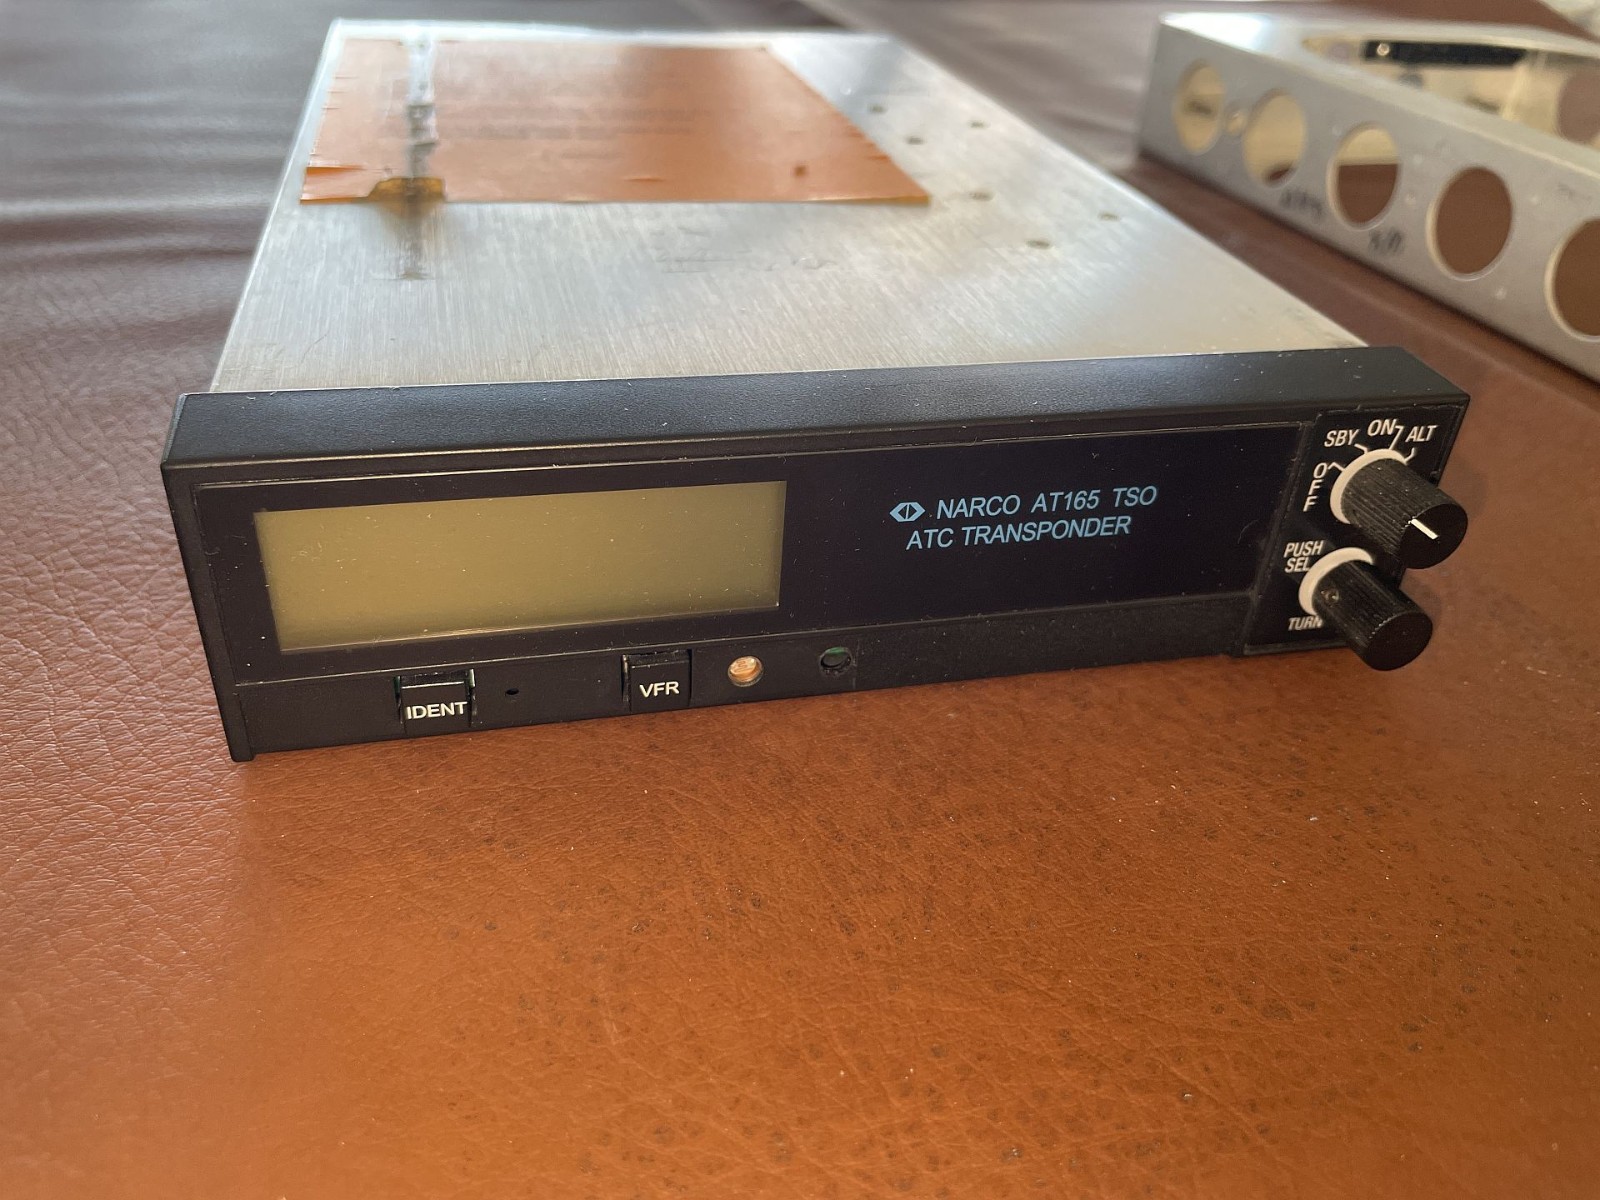 NARCO AT165 TSO
ATC TRANSPONDER
SBY ON ALT
OFF
PUSH
SEL
TURN
IDENT
VFR